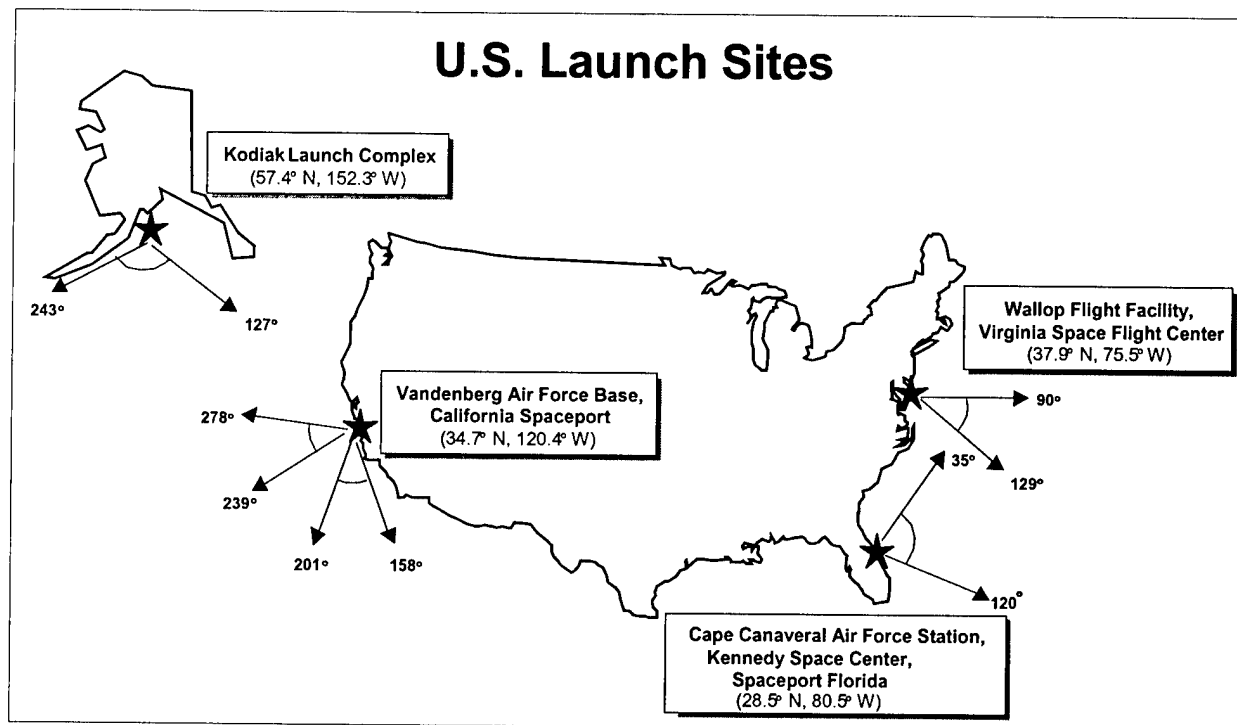 U.S. Launch Sites
Kodiak Launch Complex
(57.4° N, 152.3° W)
243°
127°
Wallop Flight Facility,
Virginia Space Flight Center
(37.9° N, 75.5° W)
Vandenberg Air Force Base,
California Spaceport
(34.7° N, 120.4° W)
278°
239°
201°
158°
90°
129°
35°
120°
Cape Canaveral Air Force Station,
Kennedy Space Center,
Spaceport Florida
(28.5° N, 80.5° W)